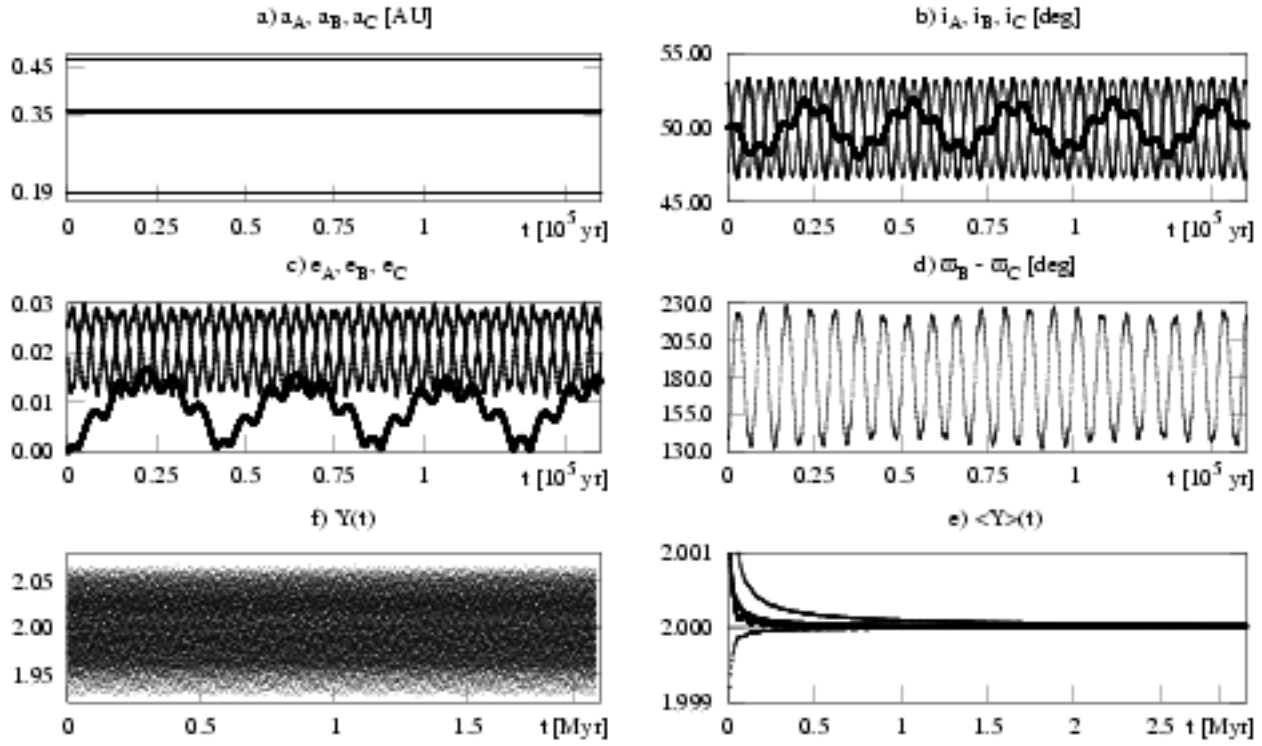 a) a_A, a_B, a_C [AU]
0.45
0.35
0.19
0 0.25 0.5 0.75 1 t [10^5 yr]
b) i_A, i_B, i_C [deg]
55.00
50.00
45.00
0 0.25 0.5 0.75 1 t [10^5 yr]
c) e_A, e_B, e_C
0.03
0.02
0.01
0.00
0 0.25 0.5 0.75 1 t [10^5 yr]
d) ϖ_B - ϖ_C [deg]
230.0
205.0
180.0
155.0
130.0
0 0.25 0.5 0.75 1 t [10^5 yr]
f) Y(t)
2.05
2.00
1.95
0 0.5 1 1.5 t [Myr]
e) <Y>(t)
2.001
2.000
1.999
0 0.5 1 1.5 2 2.5 t [Myr]